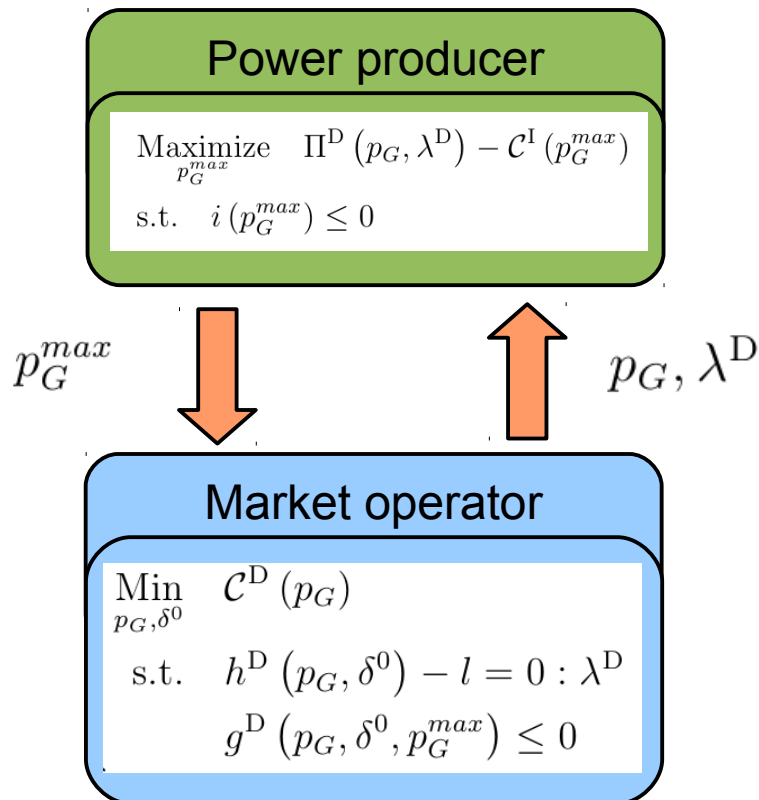 Power producer
Maximize Π^D (p_G, λ^D) − C^I (p_G^max)
p_G^max
s.t. i (p_G^max) ≤ 0
p_G^max
p_G, λ^D
Market operator
Min C^D (p_G)
p_G, δ^0
s.t. h^D (p_G, δ^0) − l = 0 : λ^D
g^D (p_G, δ^0, p_G^max) ≤ 0